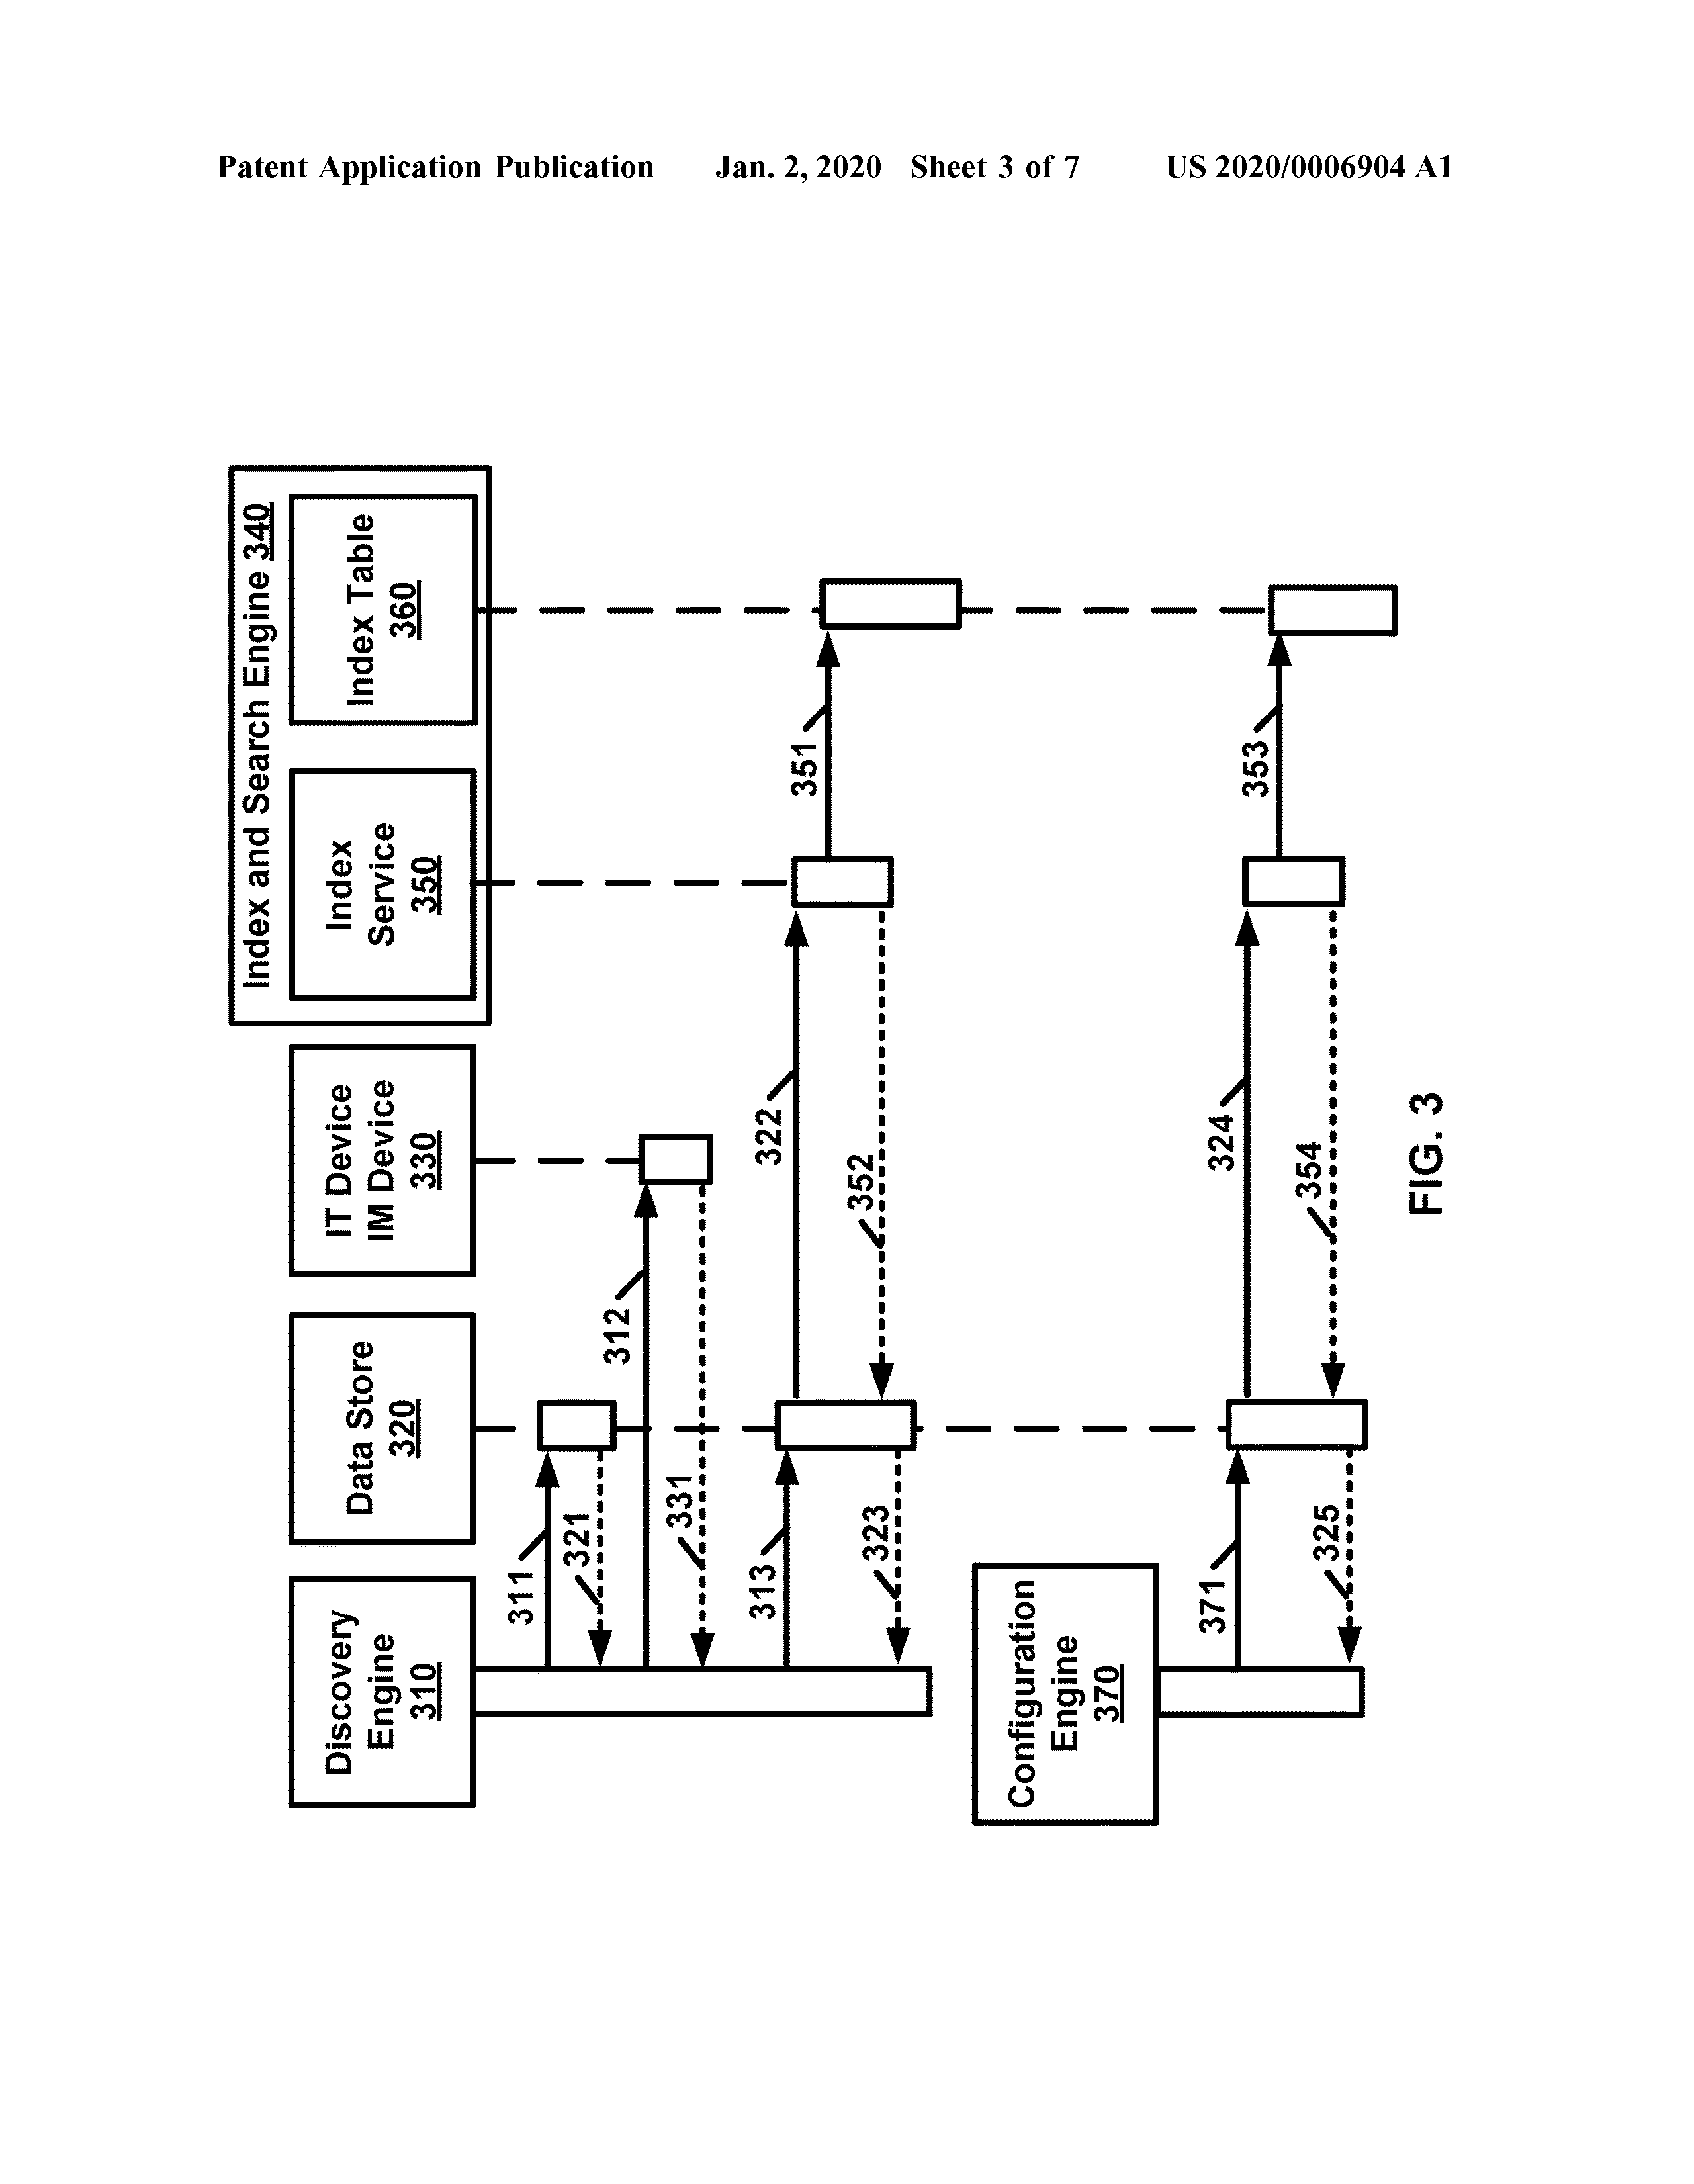 Patent Application Publication Jan. 2, 2020 Sheet 3 of 7 US 2020/0006904 A1
Index and Search Engine 340
Discovery
Engine
310
Data Store
320
IT Device
IM Device
330
Index
Service
350
Index Table
360
311
321
312
331
313
322
351
352
323
Configuration
Engine
370
371
324
353
354
325
FIG. 3